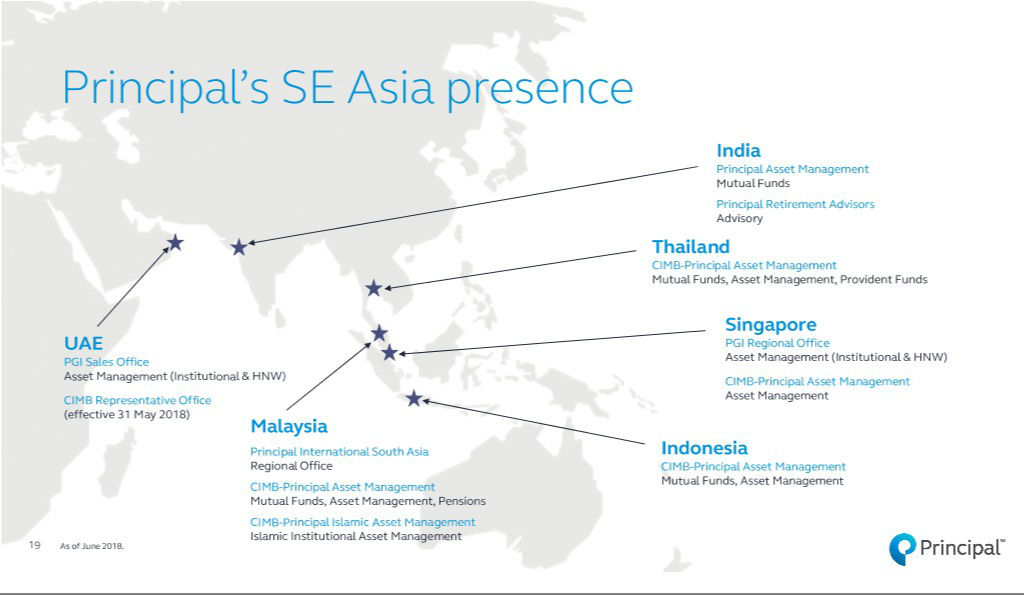 Principal's SE Asia presence
India
Principal Asset Management
Mutual Funds
Principal Retirement Advisors
Advisory
Thailand
CIMB-Principal Asset Management
Mutual Funds, Asset Management, Provident Funds
Singapore
PGI Regional Office
Asset Management (Institutional & HNW)
CIMB-Principal Asset Management
Asset Management
UAE
PGI Sales Office
Asset Management (Institutional & HNW)
CIMB Representative Office
(effective 31 May 2018)
Malaysia
Principal International South Asia
Regional Office
CIMB-Principal Asset Management
Mutual Funds, Asset Management, Pensions
CIMB-Principal Islamic Asset Management
Islamic Institutional Asset Management
Indonesia
CIMB-Principal Asset Management
Mutual Funds, Asset Management
19 As of June 2018.
Principal℠